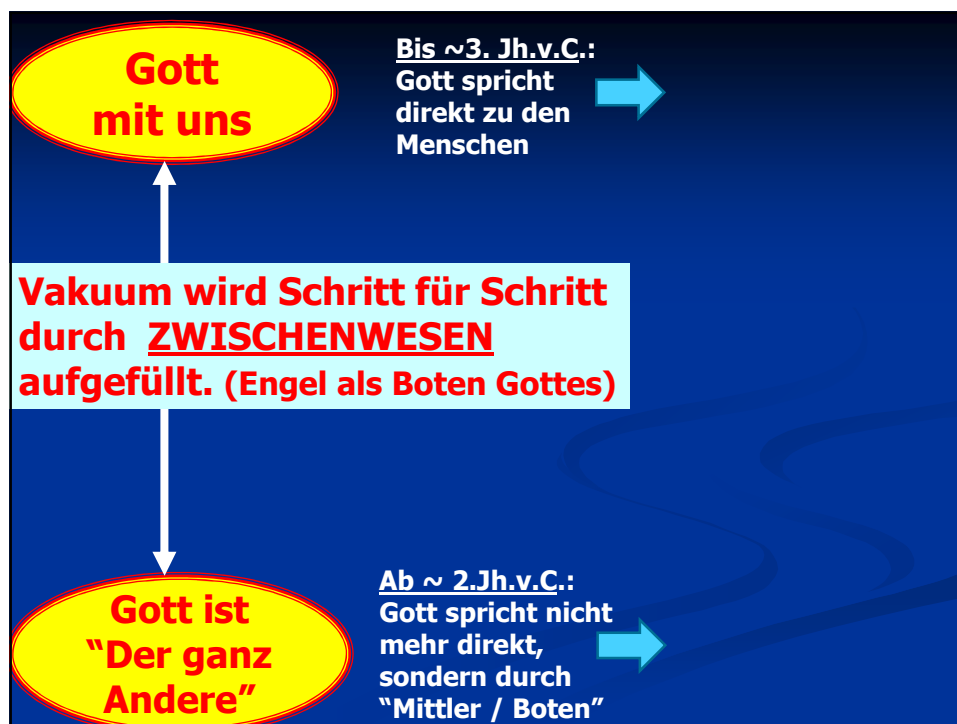 Gott
mit uns
Bis ~3. Jh.v.C.:
Gott spricht
direkt zu den
Menschen
Vakuum wird Schritt für Schritt
durch ZWISCHENWESEN
aufgefüllt. (Engel als Boten Gottes)
Gott ist
“Der ganz
Andere”
Ab ~ 2.Jh.v.C.:
Gott spricht nicht
mehr direkt,
sondern durch
“Mittler / Boten”